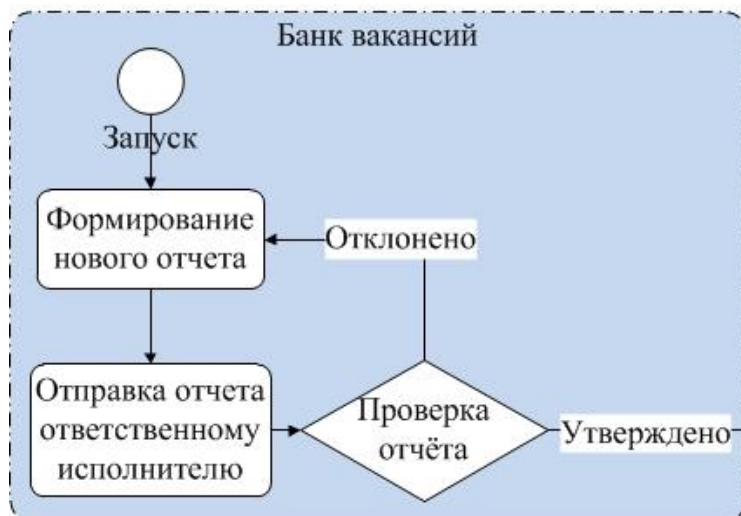 Банк вакансий
Запуск
Формирование
нового отчета
Отклонено
Отправка отчета
ответственному
исполнителю
Проверка
отчёта
Утверждено